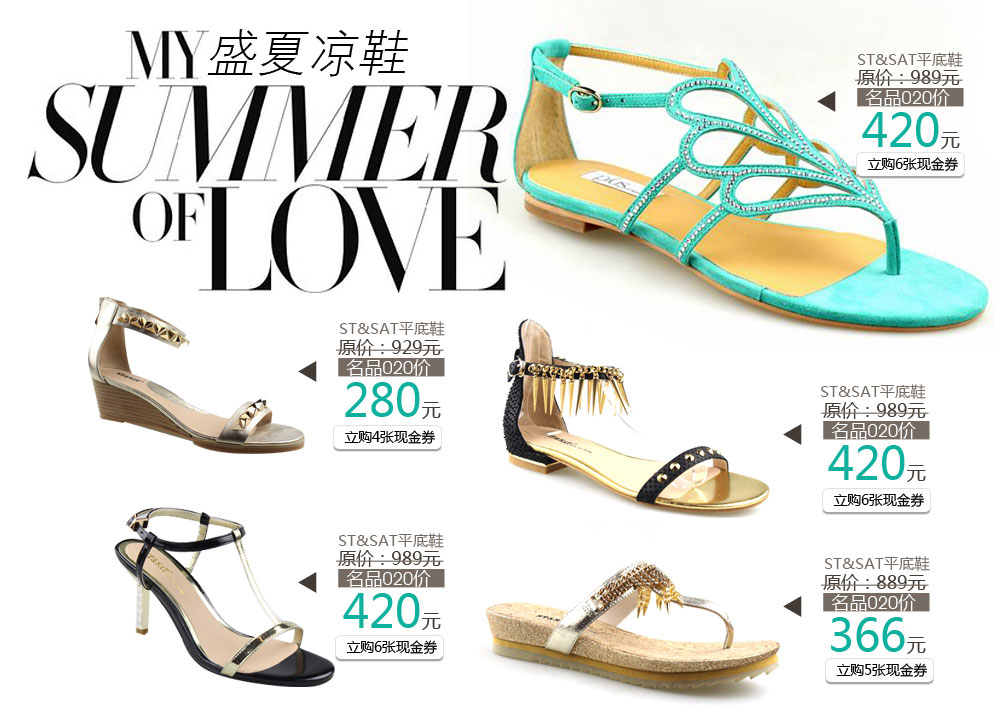 MY 盛夏凉鞋
SUMMER
OF LOVE
ST&SAT平底鞋
原价：989元
名品020价
420元
立购6张现金券
ST&SAT平底鞋
原价：929元
名品020价
280元
立购4张现金券
ST&SAT平底鞋
原价：989元
名品020价
420元
立购6张现金券
ST&SAT平底鞋
原价：989元
名品020价
420元
立购6张现金券
ST&SAT平底鞋
原价：889元
名品020价
366元
立购5张现金券